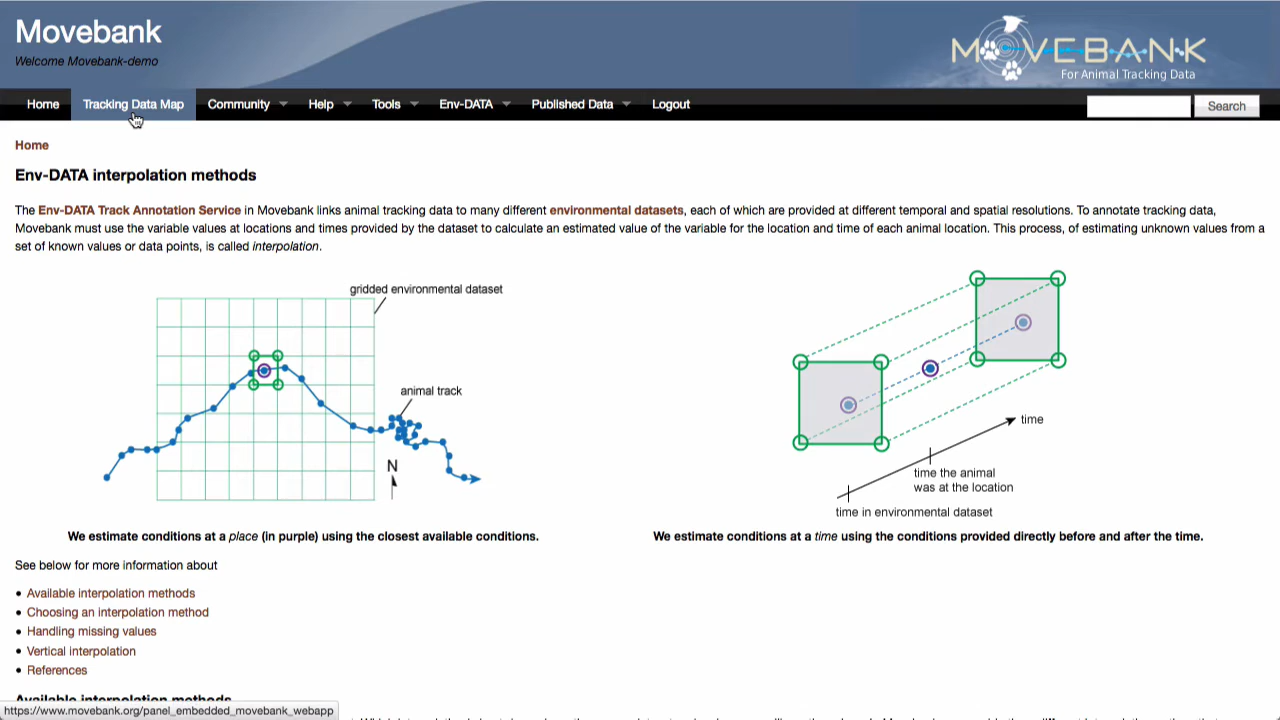 Movebank
Welcome Movebank-demo
MOVEBANK
For Animal Tracking Data
Home Tracking Data Map Community Help Tools Env-DATA Published Data Logout Search
Home
Env-DATA interpolation methods
The Env-DATA Track Annotation Service in Movebank links animal tracking data to many different environmental datasets, each of which are provided at different temporal and spatial resolutions. To annotate tracking data,
Movebank must use the variable values at locations and times provided by the dataset to calculate an estimated value of the variable for the location and time of each animal location. This process, of estimating unknown values from a
set of known values or data points, is called interpolation.
gridded environmental dataset
animal track
N
time
time the animal
was at the location
time in environmental dataset
We estimate conditions at a place (in purple) using the closest available conditions.
We estimate conditions at a time using the conditions provided directly before and after the time.
See below for more information about
• Available interpolation methods
• Choosing an interpolation method
• Handling missing values
• Vertical interpolation
• References
Available interpolation methods
https://www.movebank.org/panel_embedded_movebank_webapp